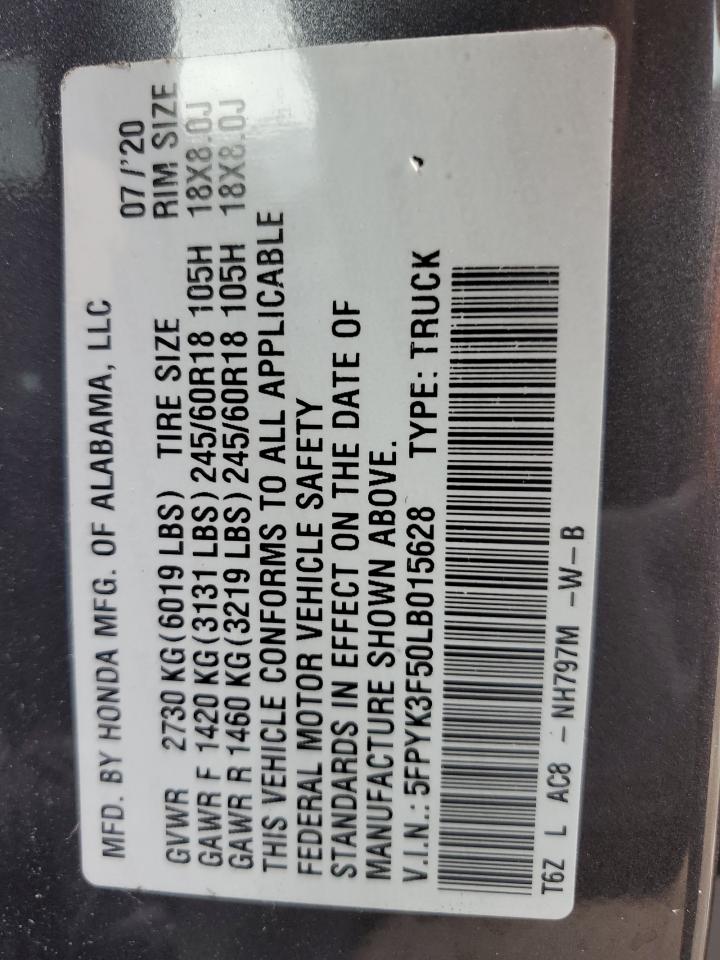 MFD. BY HONDA MFG. OF ALABAMA, LLC 07/'20
GVWR 2730 KG(6019 LBS) TIRE SIZE RIM SIZE
GAWR F 1420 KG(3131 LBS)245/60R18 105H 18X8.0J
GAWR R 1460 KG(3219 LBS)245/60R18 105H 18X8.0J
THIS VEHICLE CONFORMS TO ALL APPLICABLE
FEDERAL MOTOR VEHICLE SAFETY
STANDARDS IN EFFECT ON THE DATE OF
MANUFACTURE SHOWN ABOVE.
V.I.N.: 5FPYK3F50LB015628 TYPE: TRUCK
T6Z L AC8 - NH797M -W-B